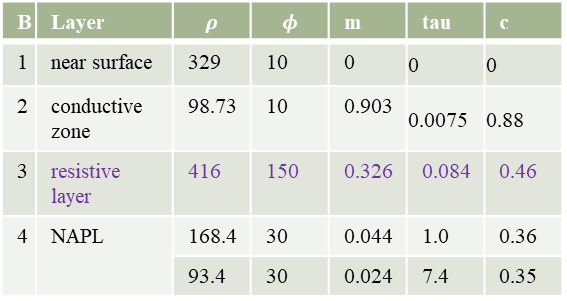 B Layer ρ ϕ m tau c
1 near surface 329 10 0 0 0
2 conductive zone 98.73 10 0.903 0.0075 0.88
3 resistive layer 416 150 0.326 0.084 0.46
4 NAPL 168.4 30 0.044 1.0 0.36
93.4 30 0.024 7.4 0.35